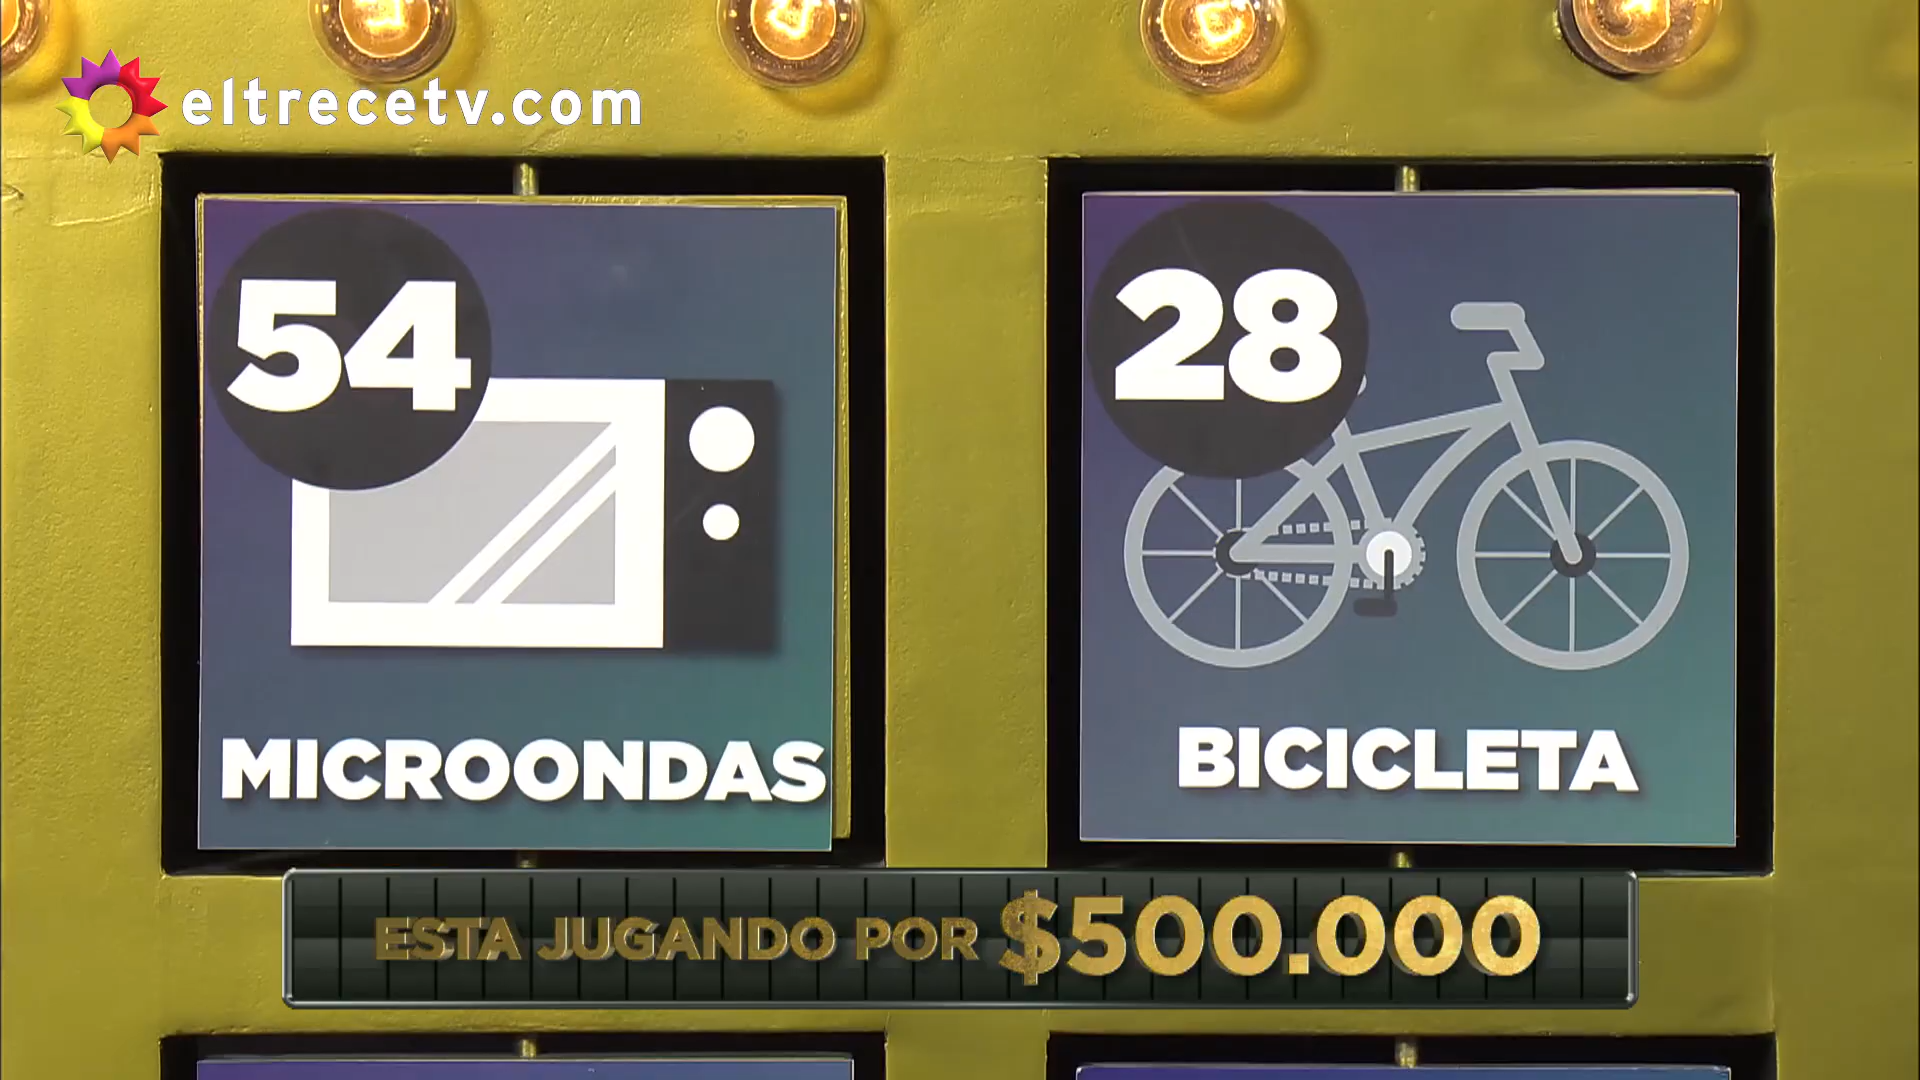 eltrecetv.com
54
28
MICROONDAS
BICICLETA
ESTA JUGANDO POR $500.000